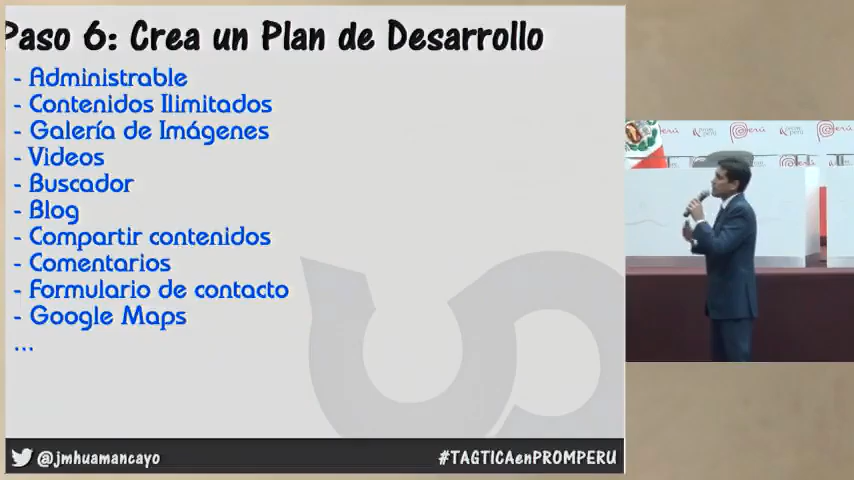 Paso 6: Crea un Plan de Desarrollo
- Administrable
- Contenidos Ilimitados
- Galería de Imágenes
- Videos
- Buscador
- Blog
- Compartir contenidos
- Comentarios
- Formulario de contacto
- Google Maps
...
@jmhuamancayo
#TAGTICAenPROMPERU
Perú